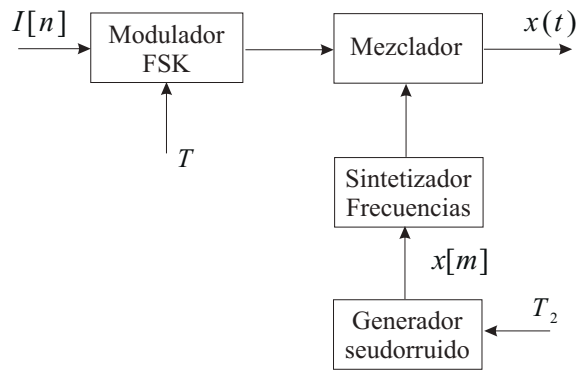 I[n]
Modulador
FSK
Mezclador
x(t)
T
Sintetizador
Frecuencias
x[m]
Generador
seudorruido
T₂